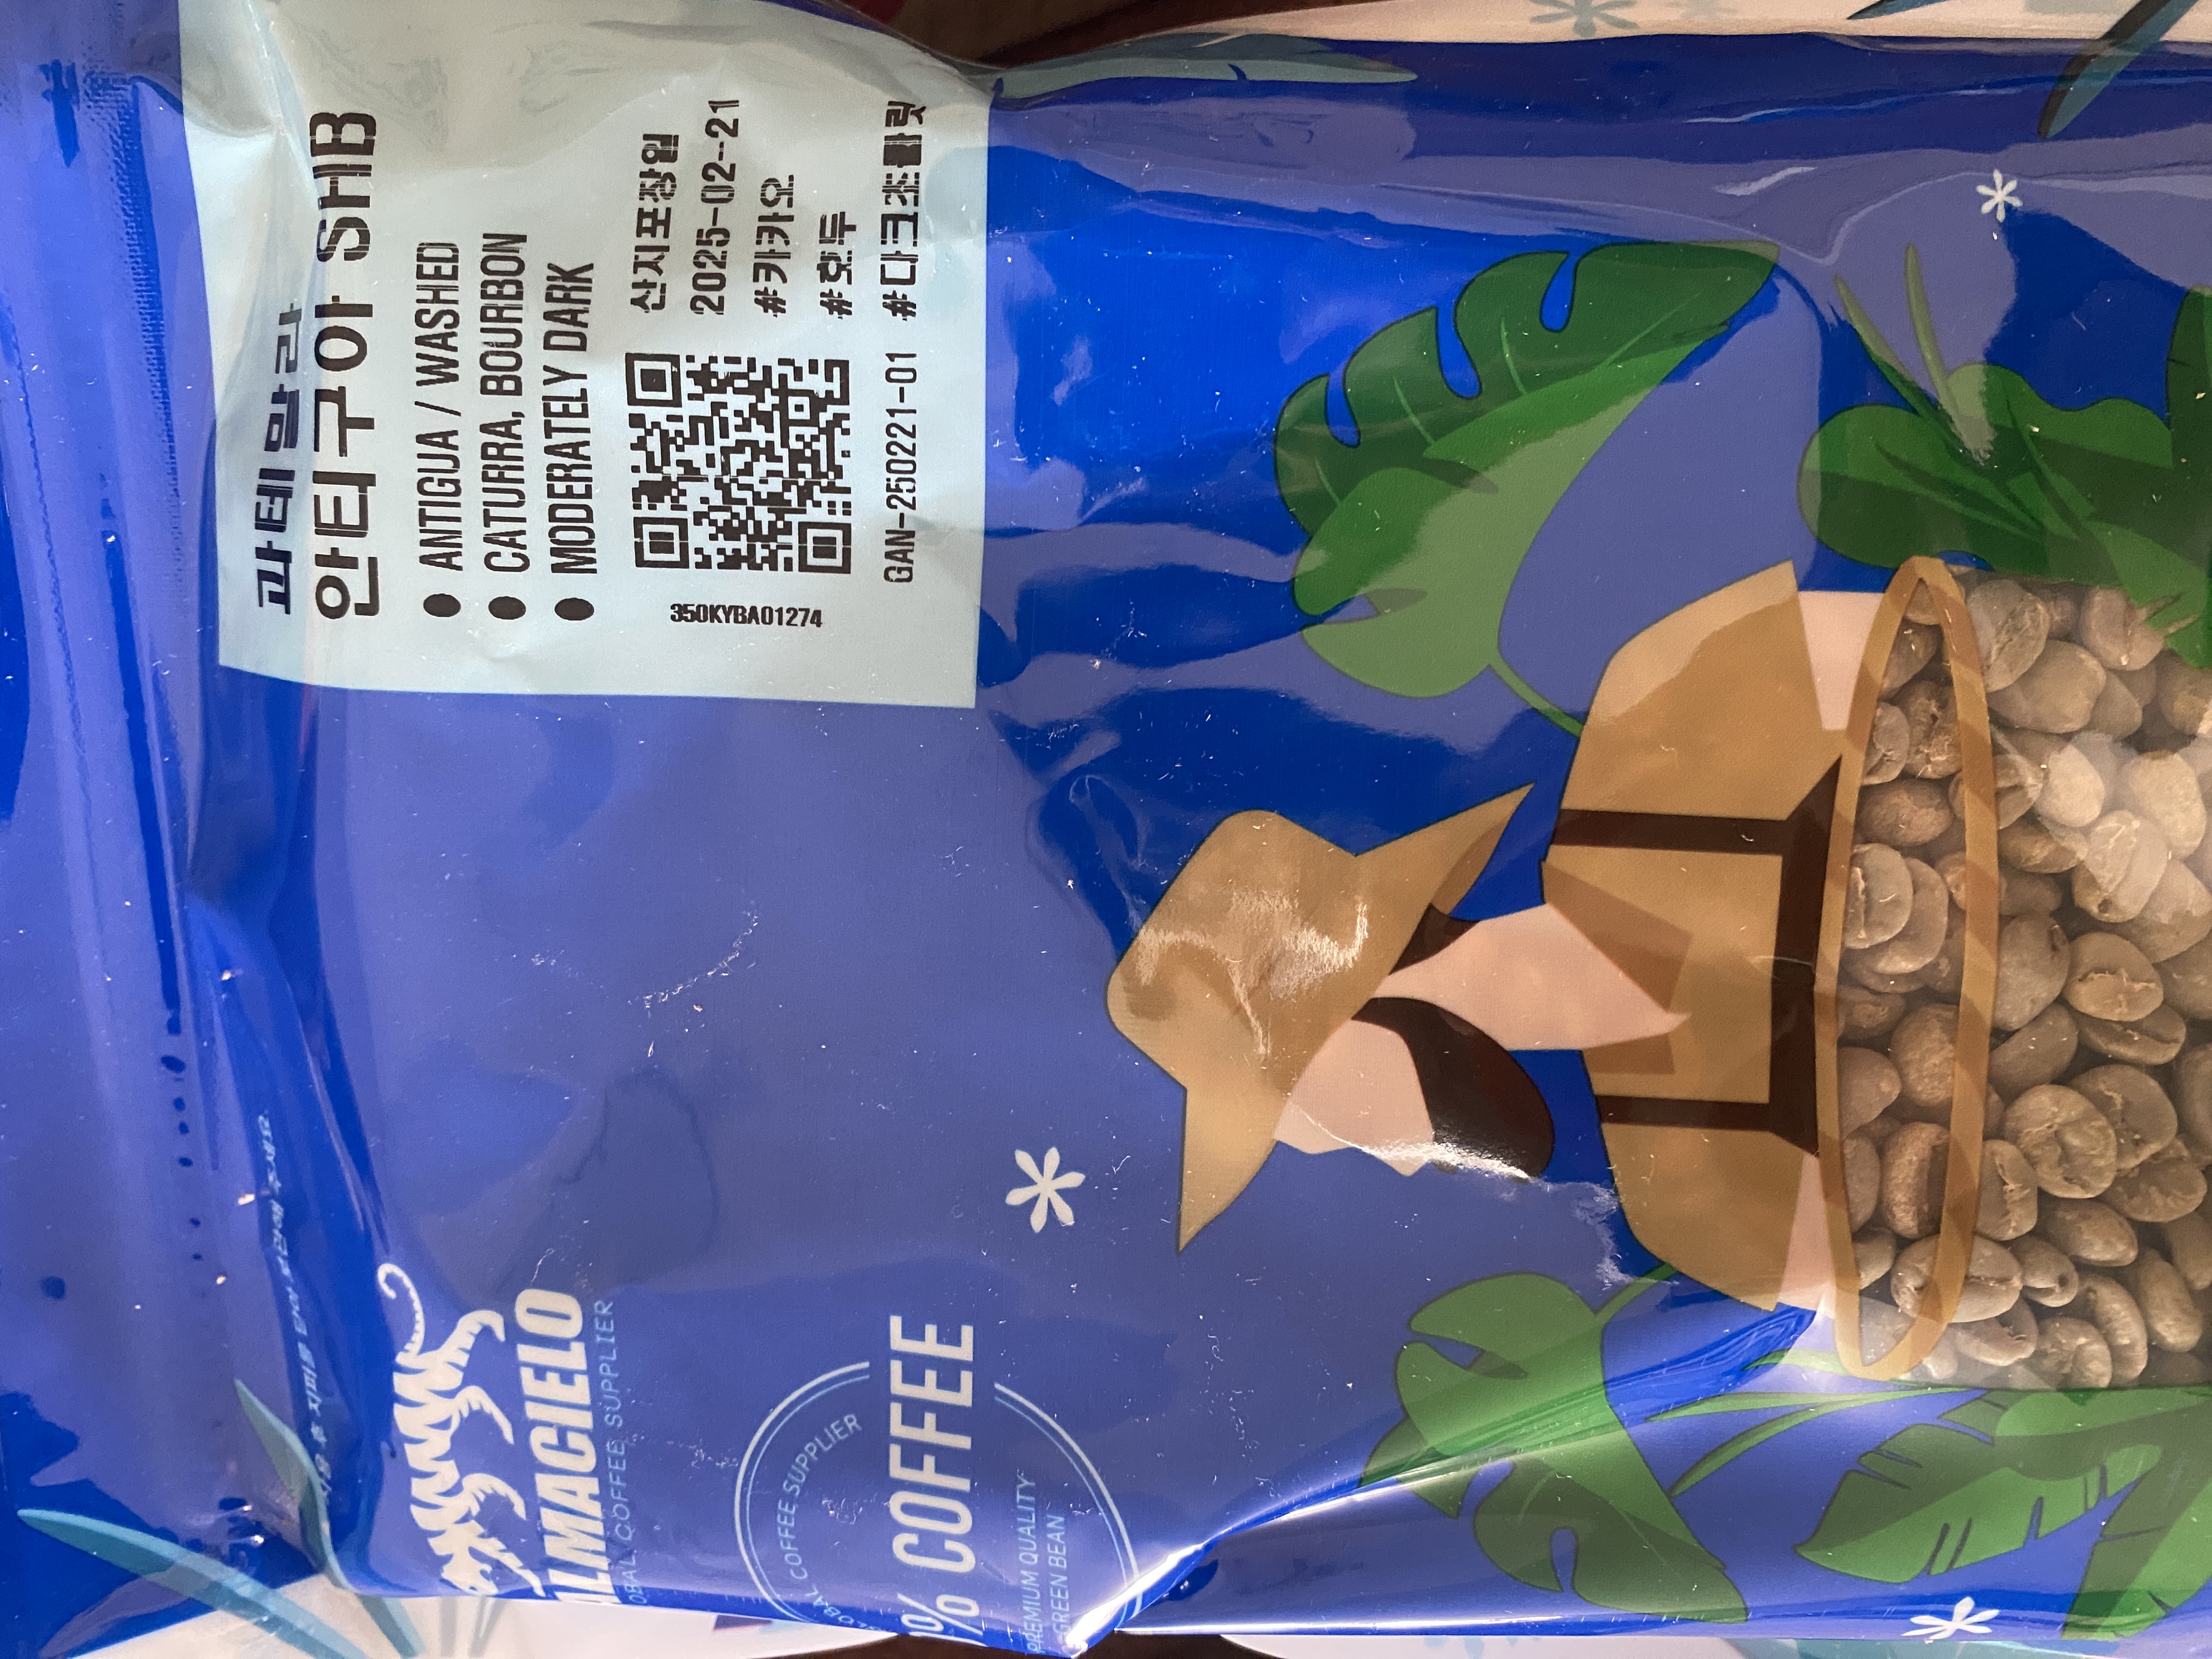 과테말라
안티구아 SHB
● ANTIGUA / WASHED
● CATURRA, BOURBON
● MODERATELY DARK
350KYBA01274
산지포장일
2025-02-21
#카카오
#호두
GAN-250221-01 #다크초콜릿
ALMACIELO
GLOBAL COFFEE SUPPLIER
GLOBAL COFFEE SUPPLIER
% COFFEE
PREMIUM QUALITY
GREEN BEAN